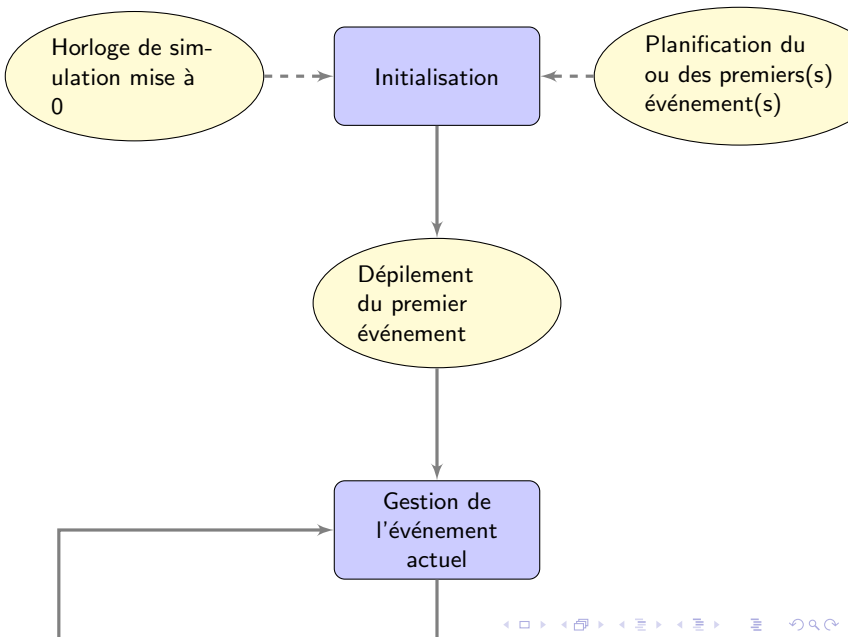 Horloge de sim-
ulation mise à
0
Initialisation
Planification du
ou des premiers(s)
événement(s)
Dépilement
du premier
événement
Gestion de
l'événement
actuel